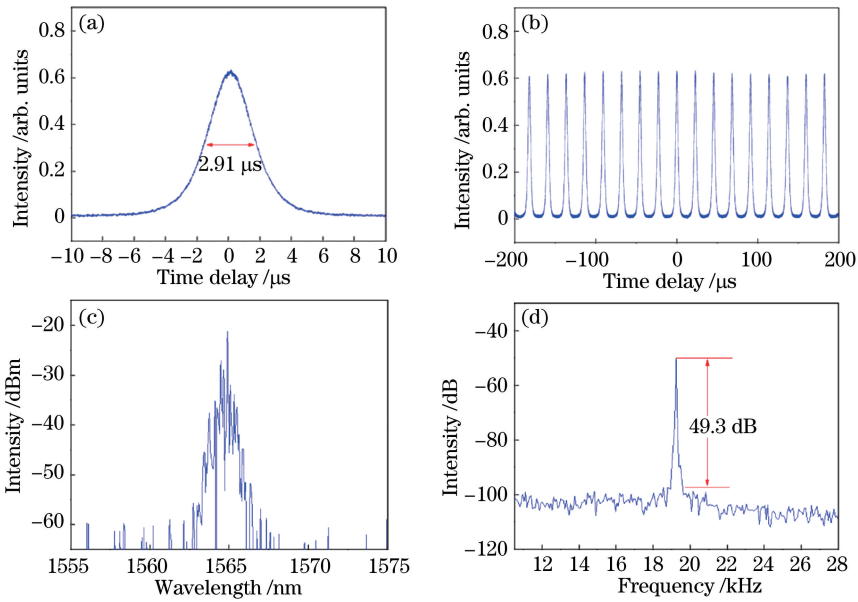 (a)
0.8
0.6
0.4
0.2
0
Intensity /arb. units
2.91 μs
−10 −8 −6 −4 −2 0 2 4 6 8 10
Time delay /μs
(b)
0.8
0.6
0.4
0.2
0
Intensity /arb. units
−200 −100 0 100 200
Time delay /μs
(c)
−20
−30
−40
−50
−60
Intensity /dBm
1555 1560 1565 1570 1575
Wavelength /nm
(d)
−40
−60
−80
−100
−120
Intensity /dB
49.3 dB
12 14 16 18 20 22 24 26 28
Frequency /kHz